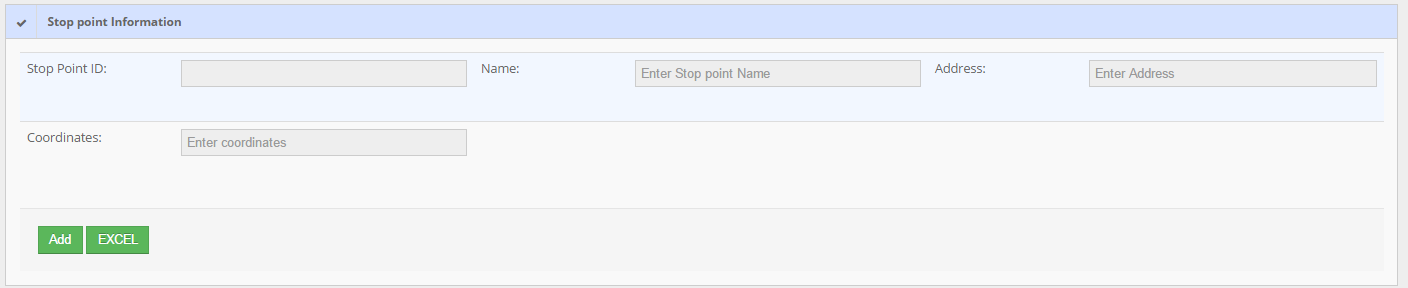 Stop point Information
Stop Point ID: Name: Enter Stop point Name Address: Enter Address
Coordinates: Enter coordinates
Add EXCEL